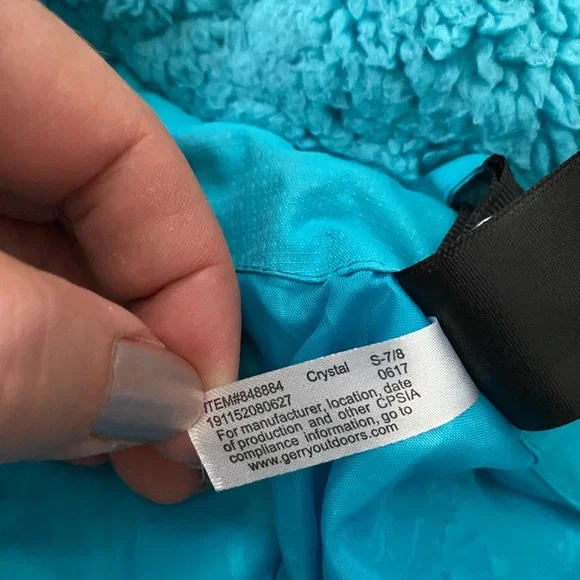 ITEM#848884 Crystal S-7/8
191152080627 0617
For manufacturer, location, date
of production and other CPSIA
compliance information, go to
www.gerryoutdoors.com